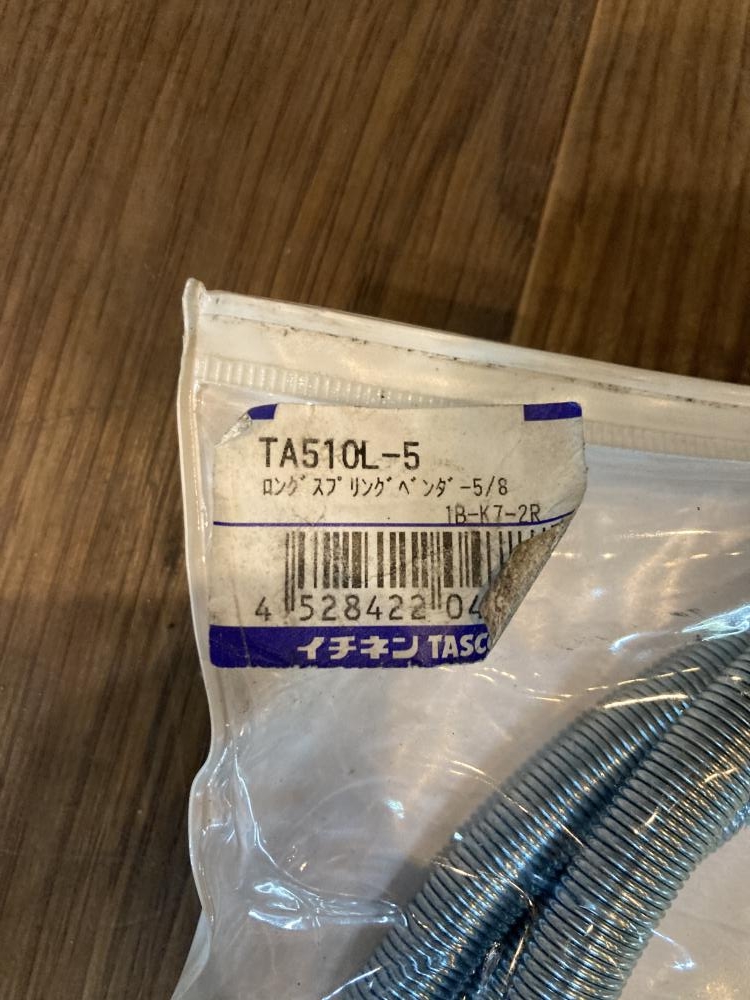 TA510L-5
ﾛﾝｸﾞｽﾌﾟﾘﾝｸﾞﾍﾞﾝﾀﾞｰ5/8
1B-K7-2R
4 528422 04
イチネン TASC